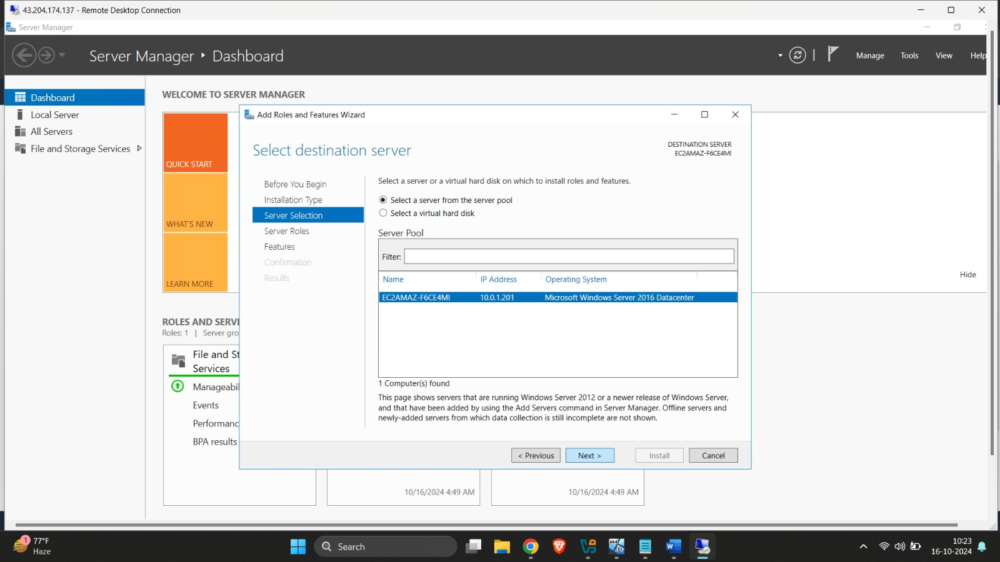 43.204.174.137 - Remote Desktop Connection
Server Manager
Server Manager ‣ Dashboard
Manage
Tools
View
Help
Dashboard
Local Server
All Servers
File and Storage Services
WELCOME TO SERVER MANAGER
QUICK START
WHAT'S NEW
LEARN MORE
Hide
ROLES AND SERV
Roles: 1 | Server gro
File and St
Services
Manageabil
Events
Performanc
BPA results
10/16/2024 4:49 AM
10/16/2024 4:49 AM
Add Roles and Features Wizard
Select destination server
DESTINATION SERVER
EC2AMAZ-F6CE4MI
Before You Begin
Installation Type
Server Selection
Server Roles
Features
Confirmation
Results
Select a server or a virtual hard disk on which to install roles and features.
Select a server from the server pool
Select a virtual hard disk
Server Pool
Filter:
Name IP Address Operating System
EC2AMAZ-F6CE4MI 10.0.1.201 Microsoft Windows Server 2016 Datacenter
1 Computer(s) found
This page shows servers that are running Windows Server 2012 or a newer release of Windows Server,
and that have been added by using the Add Servers command in Server Manager. Offline servers and
newly-added servers from which data collection is still incomplete are not shown.
< Previous
Next >
Install
Cancel
1
77°F
Haze
Search
x64
10
W
10:23
16-10-2024